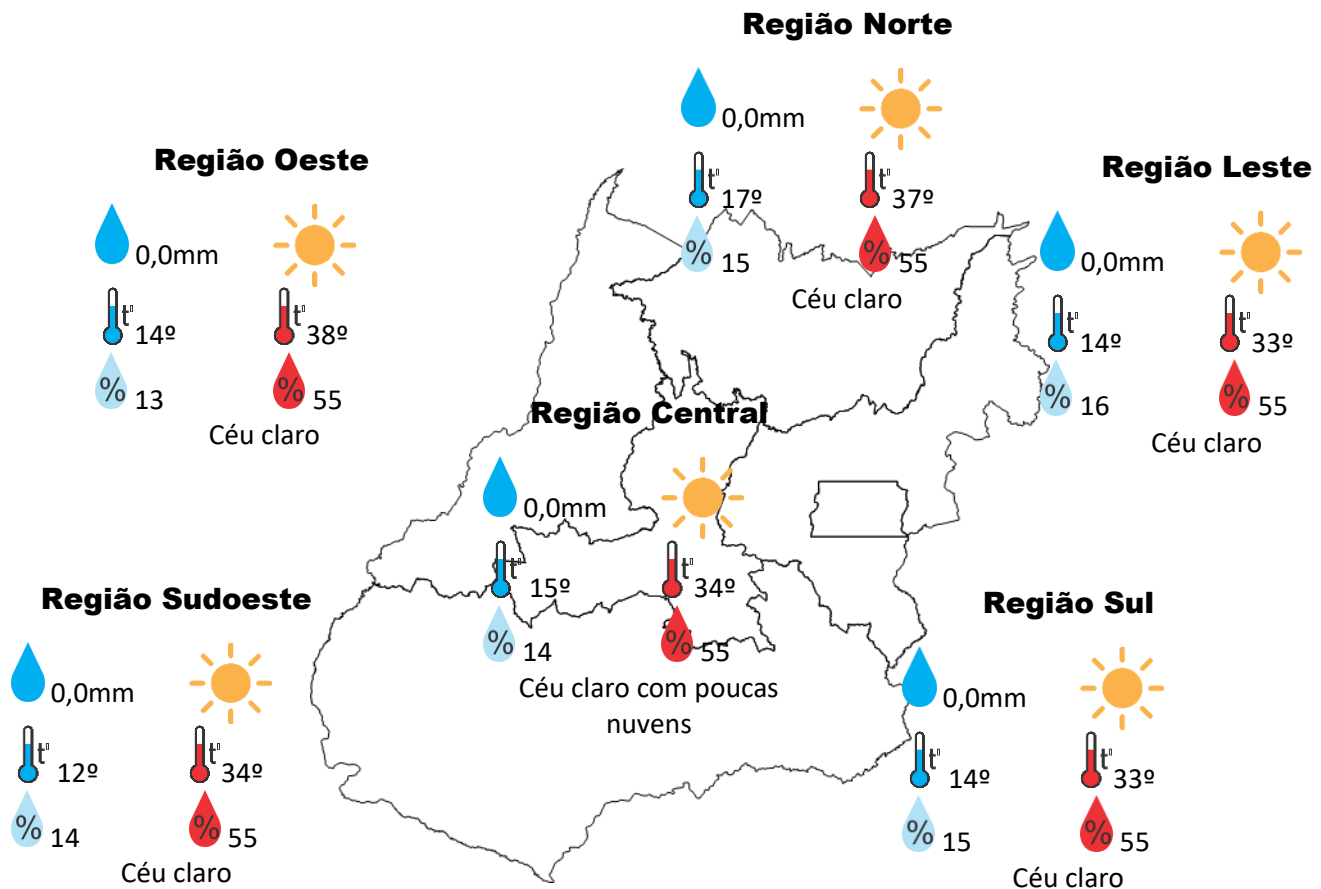 Região Norte
0,0mm
t°
17º
t°
37º
% 15
% 55
Céu claro
Região Oeste
0,0mm
t°
14º
t°
38º
% 13
% 55
Céu claro
Região Leste
0,0mm
t°
14º
t°
33º
% 16
% 55
Céu claro
Região Central
0,0mm
t°
15º
t°
34º
% 14
% 55
Céu claro com poucas
nuvens
Região Sudoeste
0,0mm
t°
12º
t°
34º
% 14
% 55
Céu claro
Região Sul
0,0mm
t°
14º
t°
33º
% 15
% 55
Céu claro